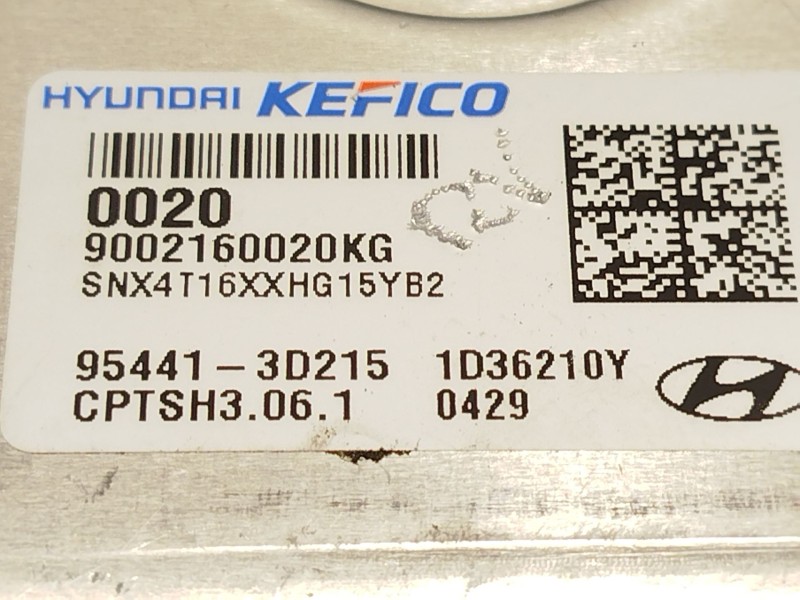 HYUNDAI KEFICO
0020
9002160020KG
SNX4T16XXHG15YB2
95441-3D215 1D36210Y
CPTSH3.06.1 0429